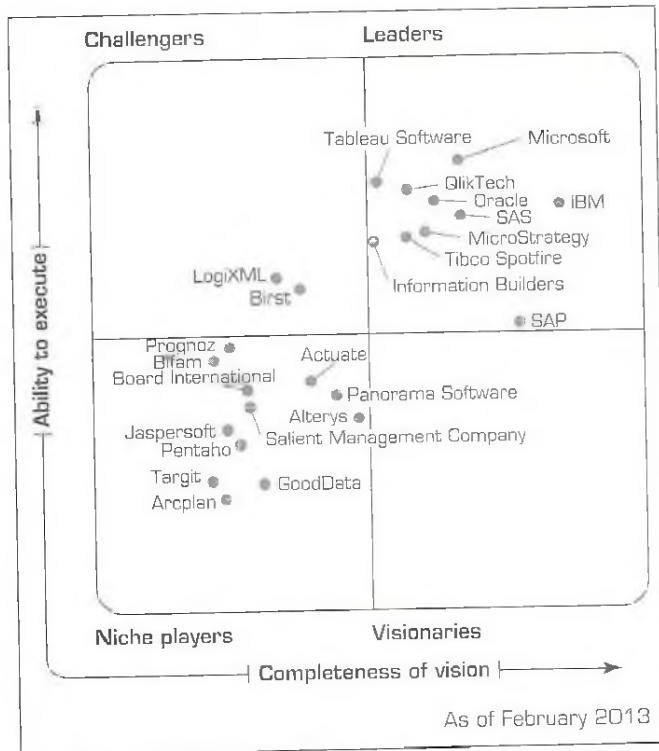 Challengers
Leaders
Tableau Software
Microsoft
QlikTech
Oracle
IBM
SAS
MicroStrategy
Tibco Spotfire
Information Builders
LogiXML
Birst
SAP
Prognoz
Bifam
Actuate
Board International
Panorama Software
Alterys
Salient Management Company
Jaspersoft
Pentaho
Targit
GoodData
Arcplan
Ability to execute
Niche players
Visionaries
Completeness of vision
As of February 2013